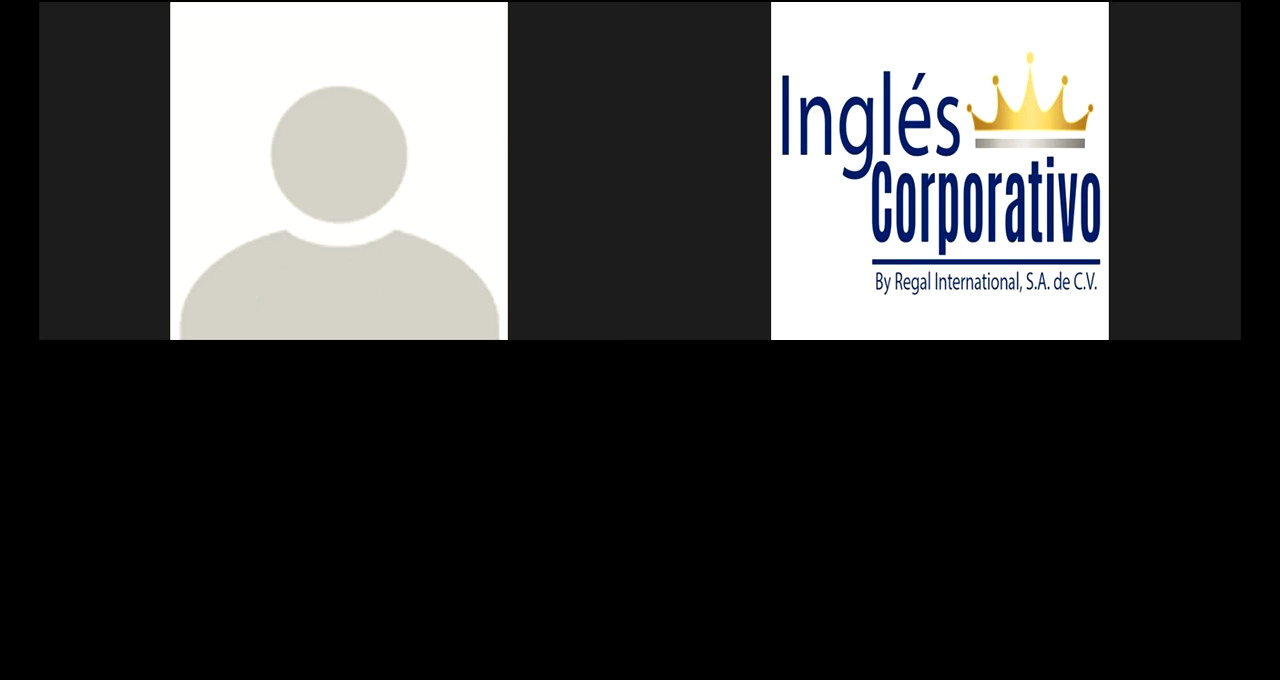 Inglés
Corporativo
By Regal International, S.A. de C.V.